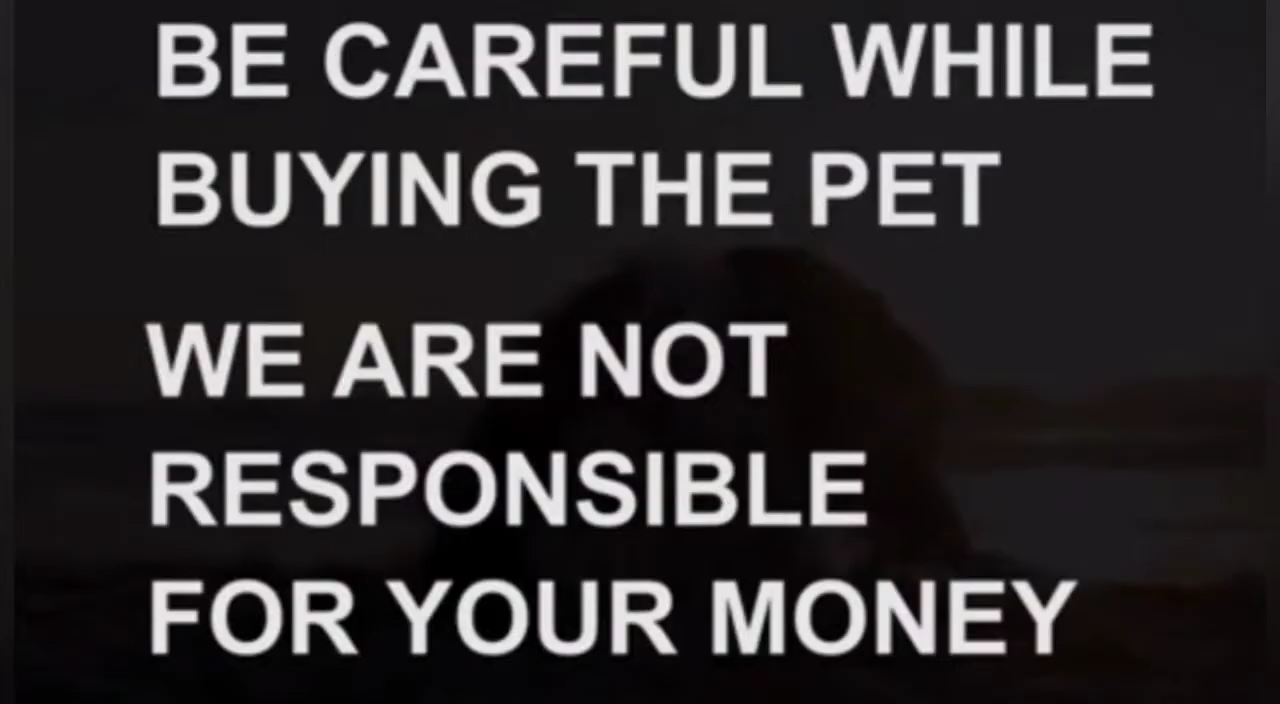 BE CAREFUL WHILE
BUYING THE PET
WE ARE NOT
RESPONSIBLE
FOR YOUR MONEY